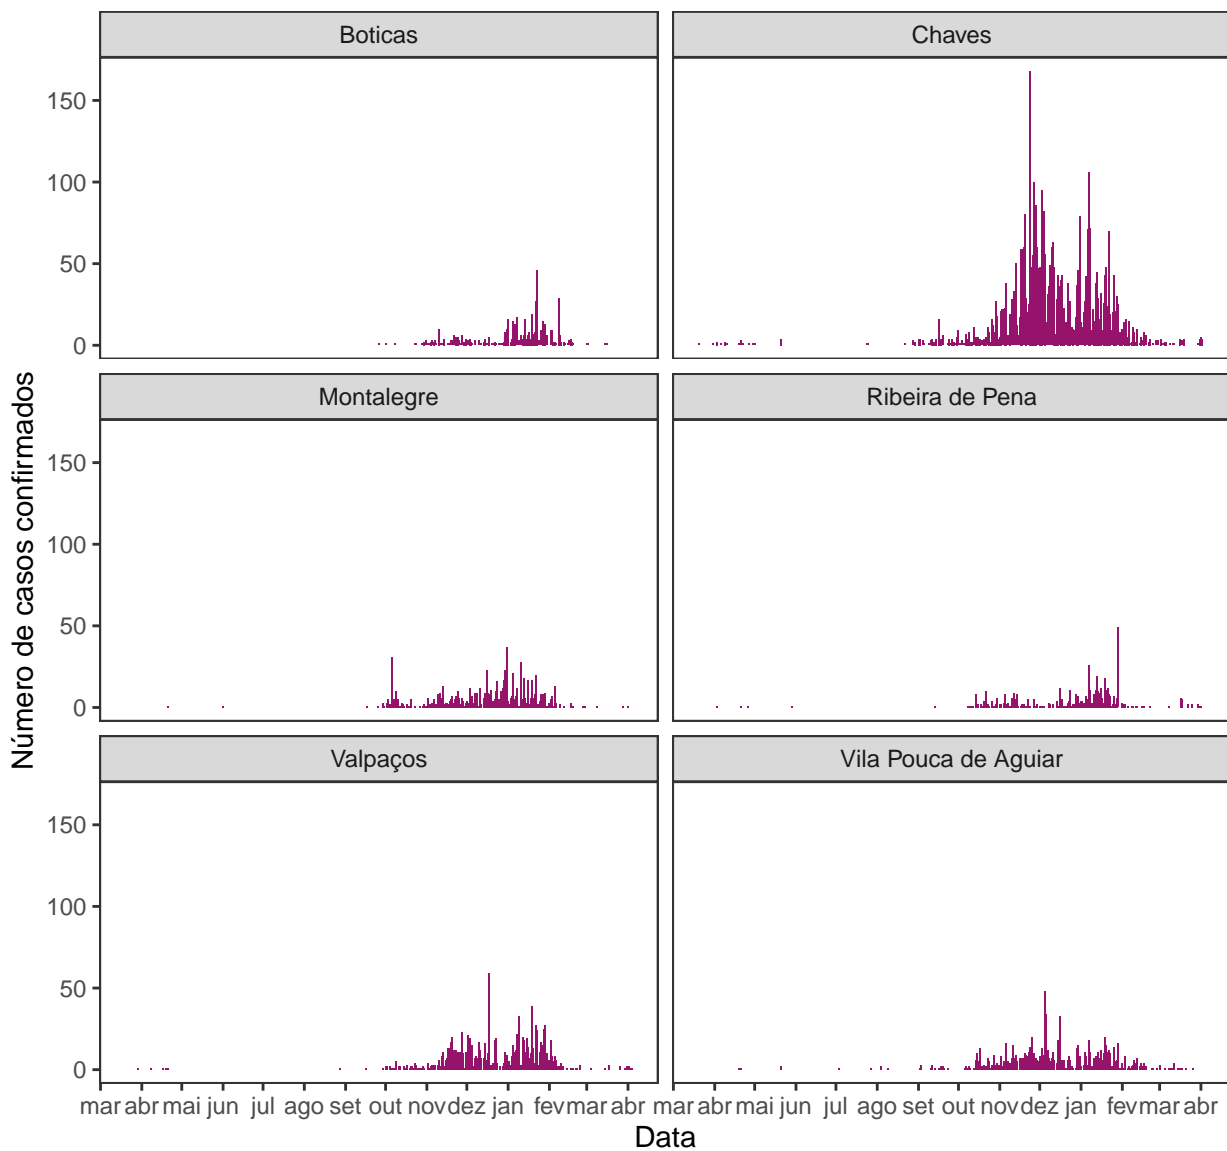 Boticas
Chaves
150
100
50
0
Montalegre
Ribeira de Pena
150
100
50
0
Número de casos confirmados
Valpaços
Vila Pouca de Aguiar
150
100
50
0
mar abr mai jun jul ago set out nov dez jan fev mar abr
mar abr mai jun jul ago set out nov dez jan fev mar abr
Data